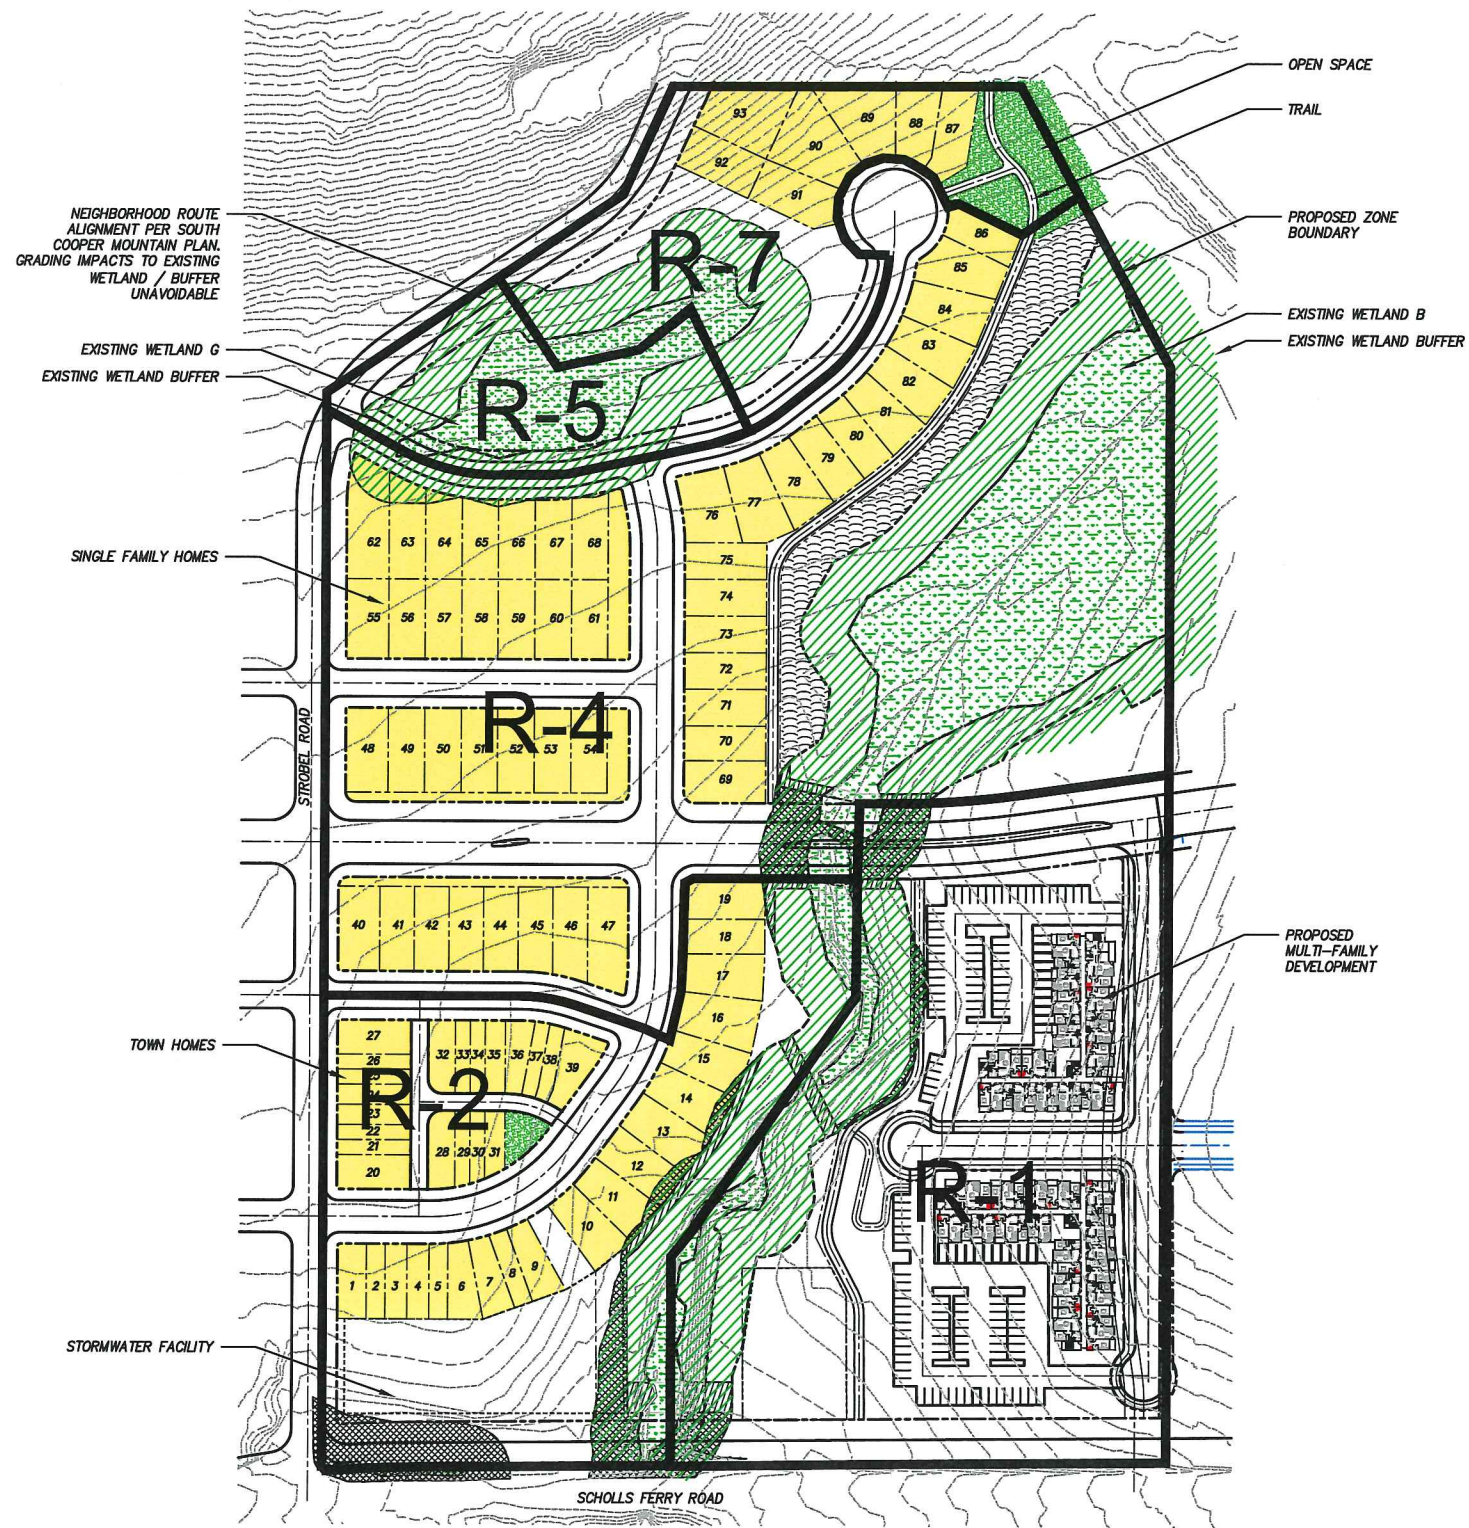 OPEN SPACE
TRAIL
NEIGHBORHOOD ROUTE
ALIGNMENT PER SOUTH
COOPER MOUNTAIN PLAN.
GRADING IMPACTS TO EXISTING
WETLAND / BUFFER
UNAVOIDABLE
PROPOSED ZONE
BOUNDARY
EXISTING WETLAND B
EXISTING WETLAND BUFFER
EXISTING WETLAND G
EXISTING WETLAND BUFFER
93
89
88
87
90
92
91
86
R-7
85
84
83
82
81
80
79
78
77
76
R-5
62 63 64 65 66 67 68
SINGLE FAMILY HOMES
55 56 57 58 59 60 61
75
74
73
72
71
70
69
R-4
48 49 50 51 52 53 54
STROBEL ROAD
40 41 42 43 44 45 46 47
19
18
17
16
15
14
13
12
11
10
PROPOSED
MULTI-FAMILY
DEVELOPMENT
TOWN HOMES
27
26
23
22
21
20
32 33 34 35 36 37 38 39
R-2
28 29 30 31
R-1
1 2 3 4 5 6 7 8 9
STORMWATER FACILITY
SCHOLLS FERRY ROAD